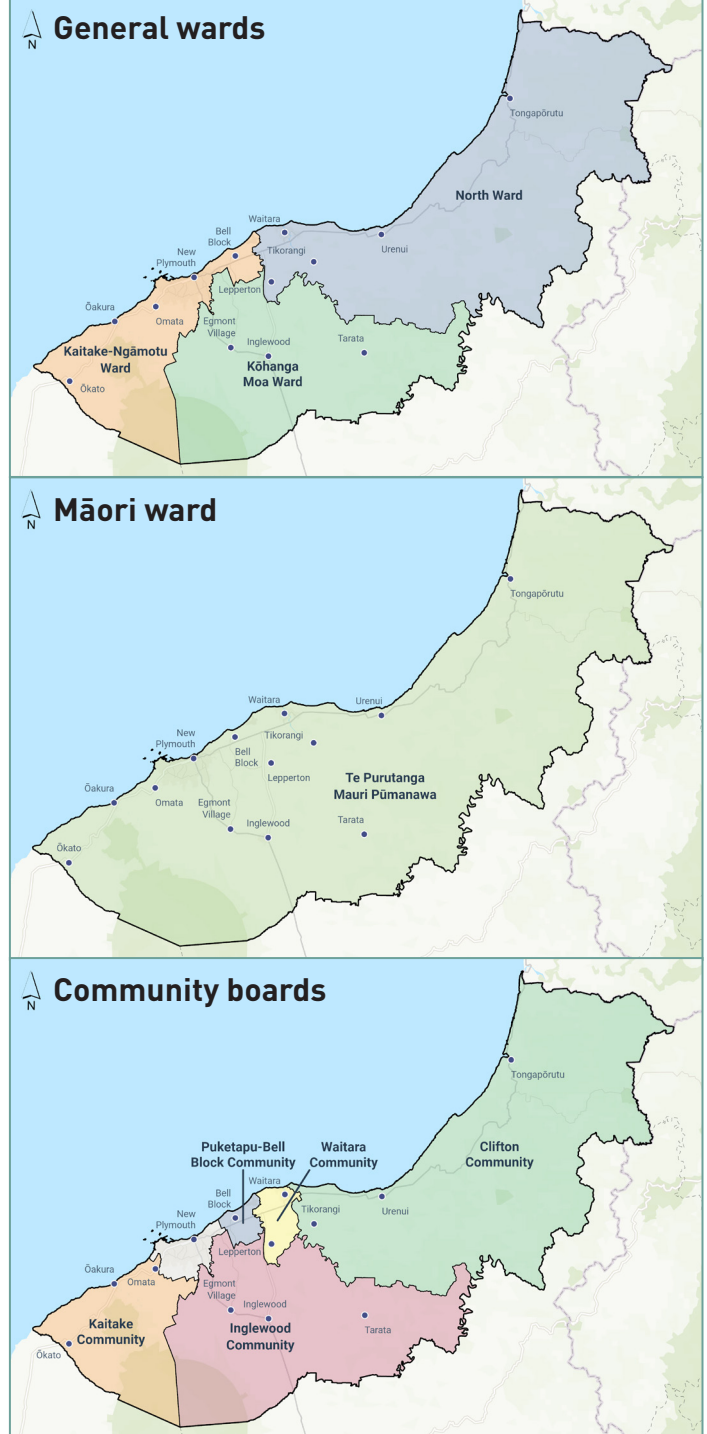 N
General wards
Tongapōrutu
North Ward
Waitara
Bell
Block
Tikorangi
Urenui
New
Plymouth
Lepperton
Ōakura
Omata
Egmont
Village
Inglewood
Tarata
Kaitake-Ngāmotu
Ward
Kōhanga
Moa Ward
Ōkato
N
Māori ward
Tongapōrutu
Waitara
Urenui
New
Plymouth
Tikorangi
Bell
Block
Lepperton
Te Purutanga
Mauri Pūmanawa
Ōakura
Omata
Egmont
Village
Inglewood
Tarata
Ōkato
N
Community boards
Tongapōrutu
Puketapu-Bell
Block Community
Waitara
Community
Clifton
Community
Waitara
Bell
Block
New
Plymouth
Tikorangi
Urenui
Lepperton
Ōakura
Omata
Egmont
Village
Inglewood
Kaitake
Community
Inglewood
Community
Tarata
Ōkato